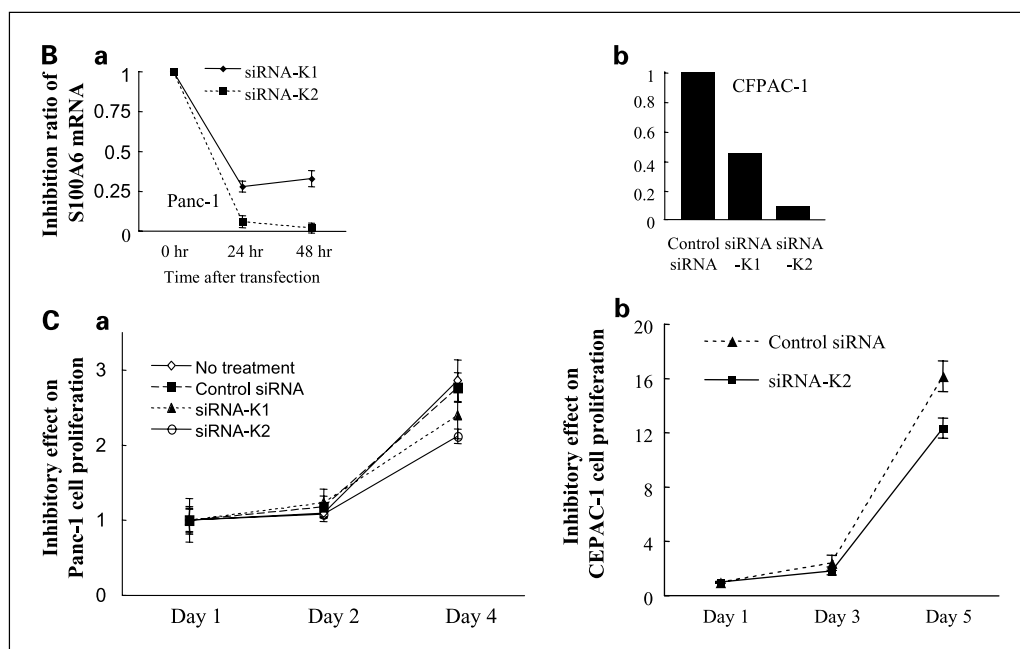 B a
Inhibition ratio of
S100A6 mRNA
1
0.75
0.5
0.25
0
siRNA-K1
siRNA-K2
Panc-1
0 hr 24 hr 48 hr
Time after transfection
b
1
0.8
0.6
0.4
0.2
0
CFPAC-1
Control siRNA siRNA
siRNA -K1 -K2
C a
Inhibitory effect on
Panc-1 cell proliferation
3
2
1
0
No treatment
Control siRNA
siRNA-K1
siRNA-K2
Day 1 Day 2 Day 4
b
Inhibitory effect on
CEPAC-1 cell proliferation
20
16
12
8
4
0
Control siRNA
siRNA-K2
Day 1 Day 3 Day 5